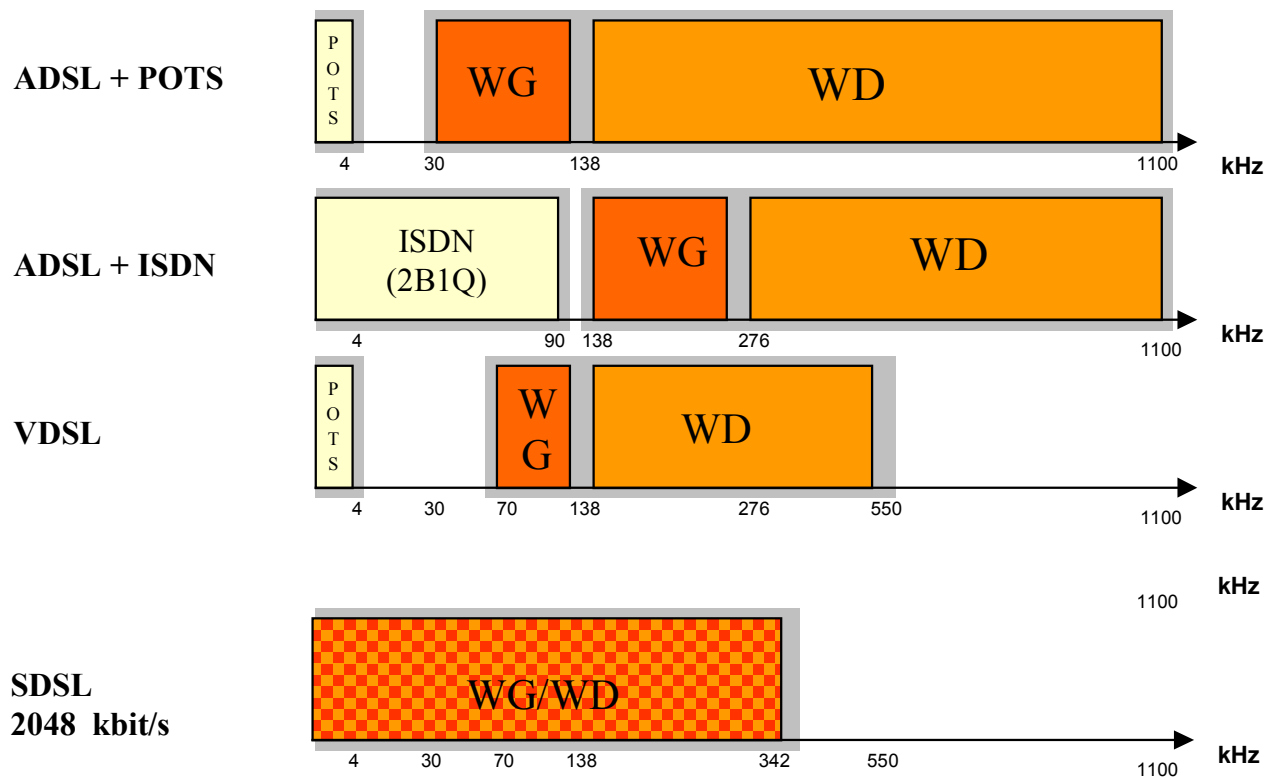 ADSL + POTS
P
O
T
S
WG
WD
4 30 138 1100 kHz
ADSL + ISDN
ISDN
(2B1Q)
WG
WD
4 90 138 276 1100 kHz
VDSL
P
O
T
S
W
G
WD
4 30 70 138 276 550 1100 kHz
1100 kHz
SDSL
2048 kbit/s
WG/WD
4 30 70 138 342 550 1100 kHz